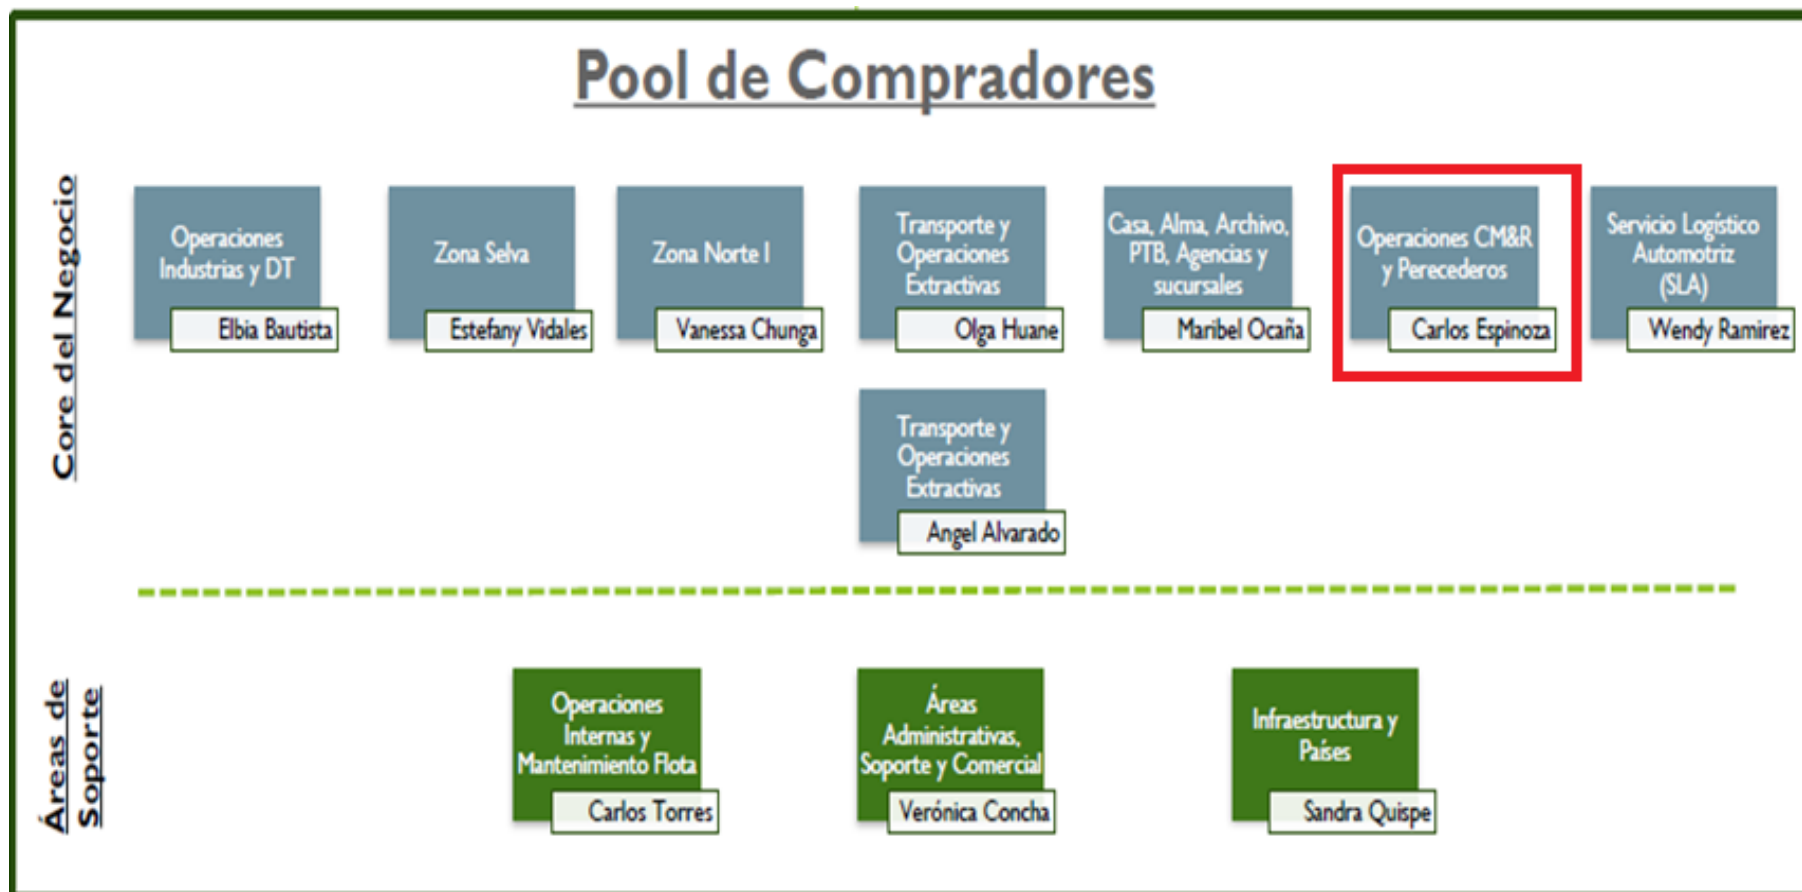 Pool de Compradores
Core del Negocio
Operaciones
Industrias y DT
Elbia Bautista
Zona Selva
Estefany Vidales
Zona Norte I
Vanessa Chunga
Transporte y
Operaciones
Extractivas
Olga Huane
Casa, Alma, Archivo,
PTB, Agencias y
sucursales
Maribel Ocaña
Operaciones CM&R
y Perecederos
Carlos Espinoza
Servicio Logístico
Automotriz
(SLA)
Wendy Ramirez
Transporte y
Operaciones
Extractivas
Angel Alvarado
Áreas de
Soporte
Operaciones
Internas y
Mantenimiento Flota
Carlos Torres
Áreas
Administrativas,
Soporte y Comercial
Verónica Concha
Infraestructura y
Países
Sandra Quispe